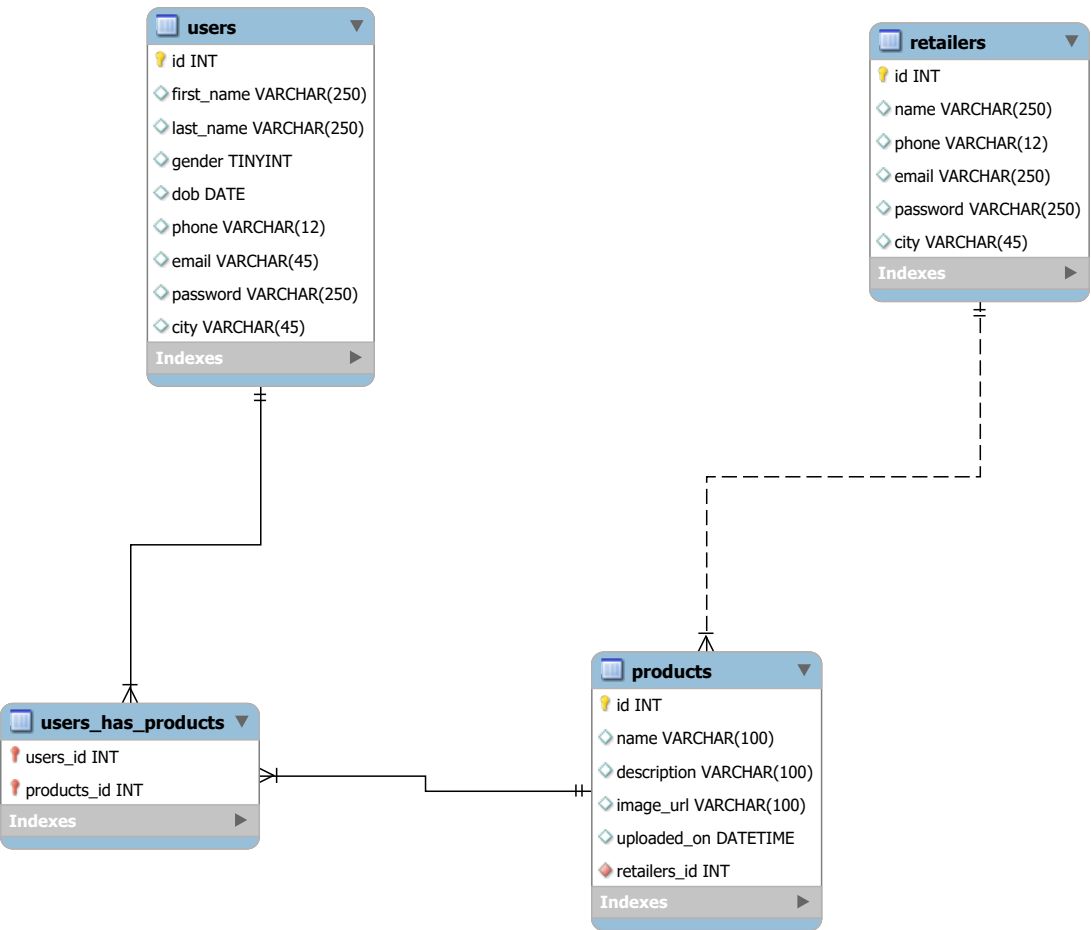 users
id INT
first_name VARCHAR(250)
last_name VARCHAR(250)
gender TINYINT
dob DATE
phone VARCHAR(12)
email VARCHAR(45)
password VARCHAR(250)
city VARCHAR(45)
Indexes
retailers
id INT
name VARCHAR(250)
phone VARCHAR(12)
email VARCHAR(250)
password VARCHAR(250)
city VARCHAR(45)
Indexes
users_has_products
users_id INT
products_id INT
Indexes
products
id INT
name VARCHAR(100)
description VARCHAR(100)
image_url VARCHAR(100)
uploaded_on DATETIME
retailers_id INT
Indexes